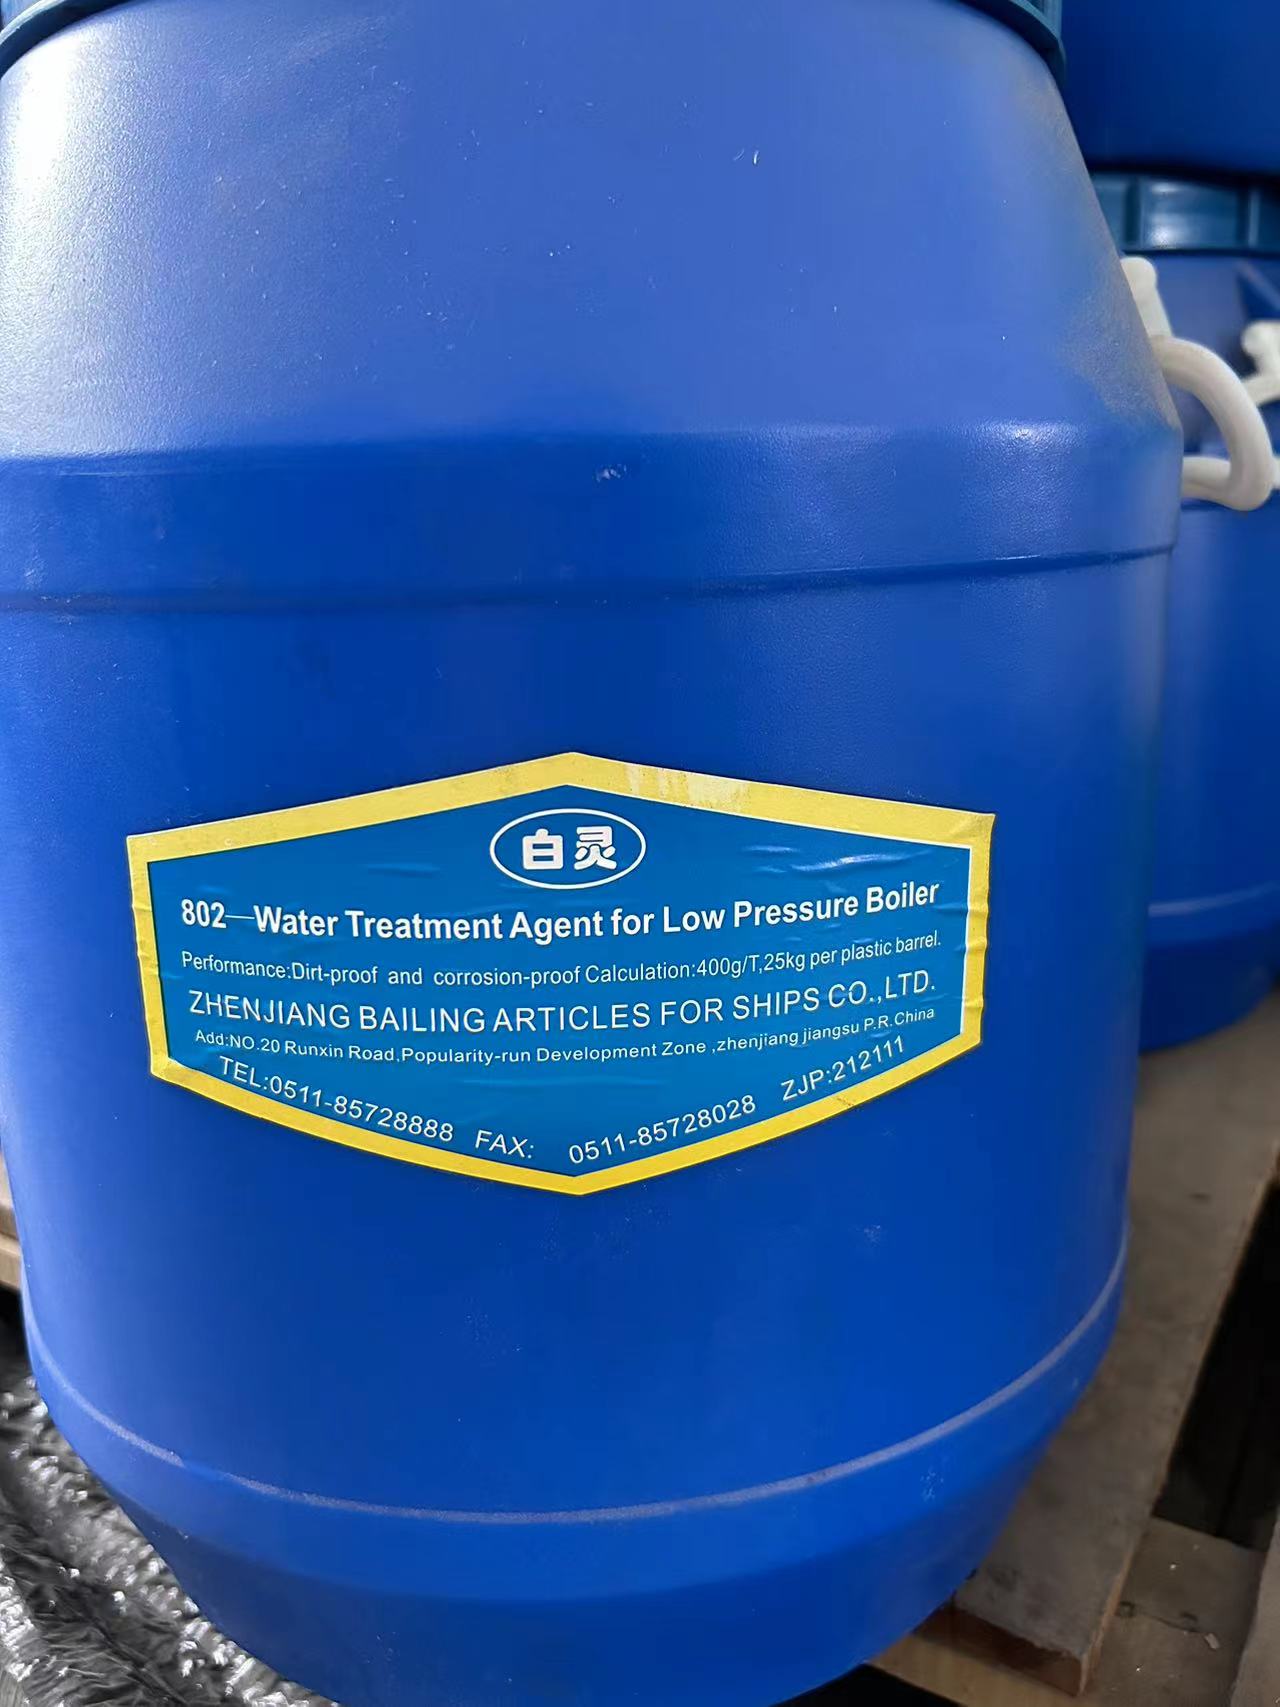 白灵
802—Water Treatment Agent for Low Pressure Boiler
Performance:Dirt-proof and corrosion-proof Calculation:400g/T,25kg per plastic barrel.
ZHENJIANG BAILING ARTICLES FOR SHIPS CO.,LTD.
Add:NO.20 Runxin Road,Popularity-run Development Zone ,zhenjiang jiangsu P.R.China
TEL:0511-85728888 FAX: 0511-85728028 ZJP:212111